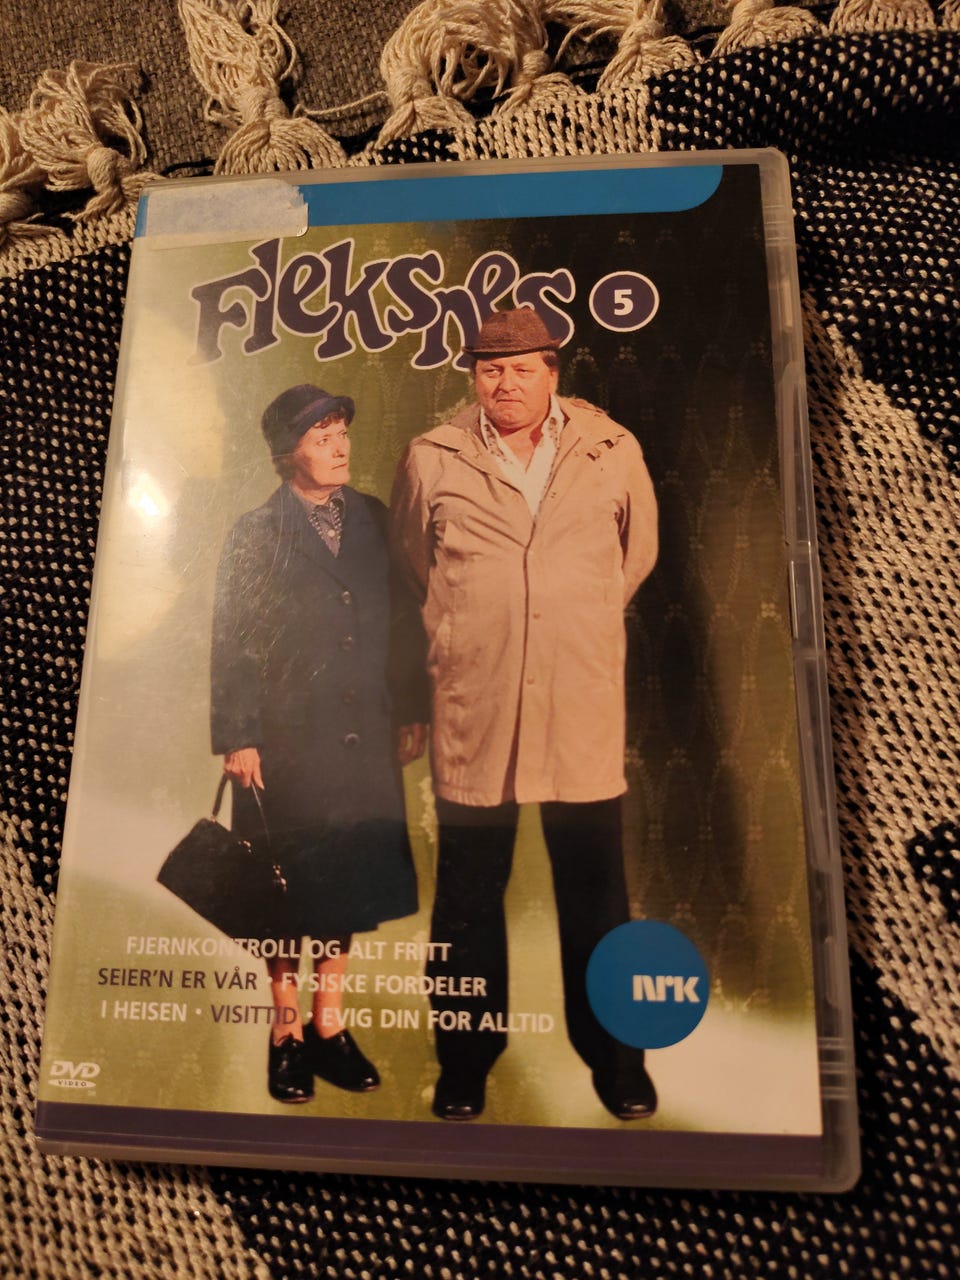 Fleksnes 5
FJERNKONTROLL OG ALT FRITT
SEIER'N ER VÅR · FYSISKE FORDELER
I HEISEN · VISITTID · EVIG DIN FOR ALLTID
NRK
DVD
VIDEO